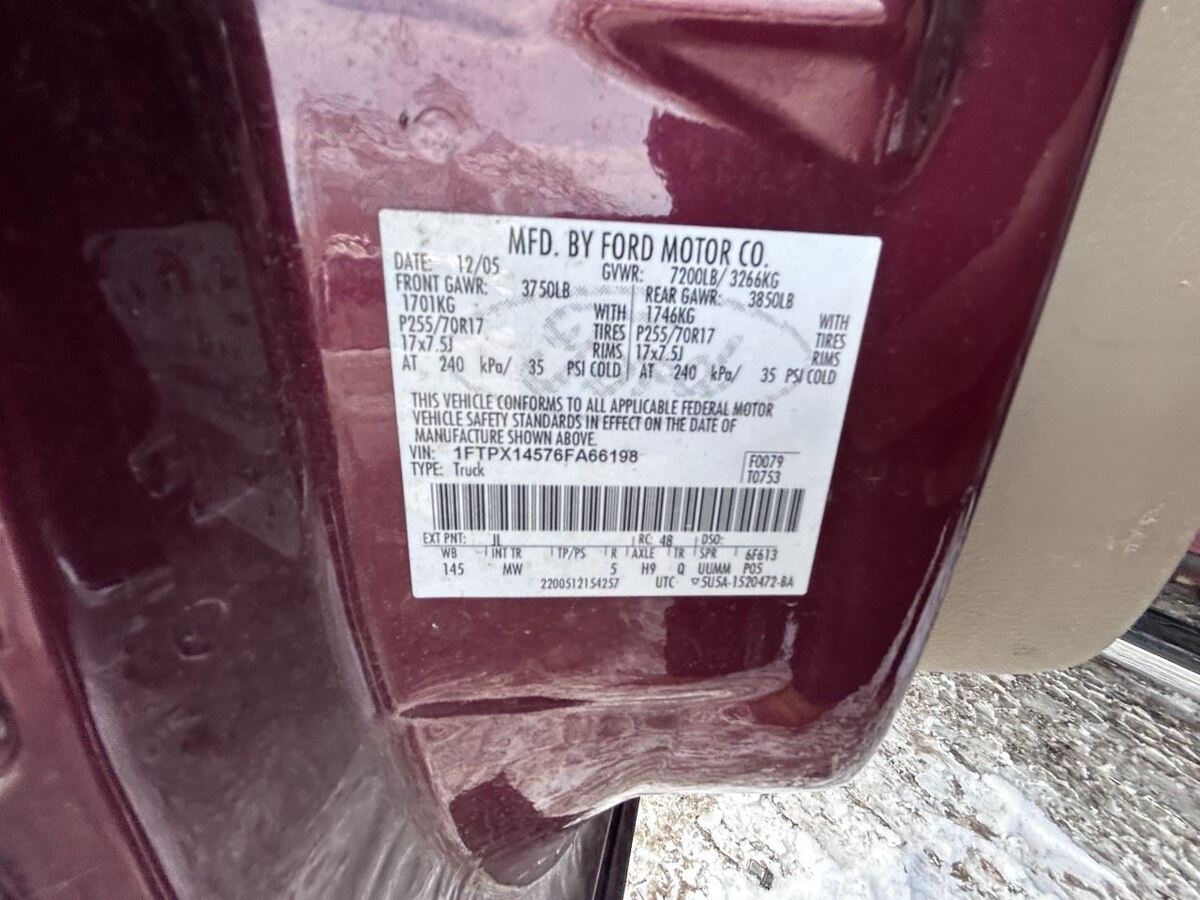 MFD. BY FORD MOTOR CO.
DATE: 12/05 GVWR: 7200LB/ 3266KG
FRONT GAWR: 3750LB REAR GAWR: 3850LB
1701KG WITH 1746KG WITH
P255/70R17 TIRES P255/70R17 TIRES
17x7.5J RIMS 17x7.5J RIMS
AT 240 kPa/ 35 PSI COLD AT 240 kPa/ 35 PSI COLD
THIS VEHICLE CONFORMS TO ALL APPLICABLE FEDERAL MOTOR
VEHICLE SAFETY STANDARDS IN EFFECT ON THE DATE OF
MANUFACTURE SHOWN ABOVE.
VIN: 1FTPX14576FA66198 F0079
TYPE: Truck T0753
EXT PNT: JL RC: 48 DSO:
WB INT TR TP/PS R AXLE TR SPR 6F613
145 MW 5 H9 Q UUMM P05
2200512154257 UTC ▽5U5A-1520472-BA